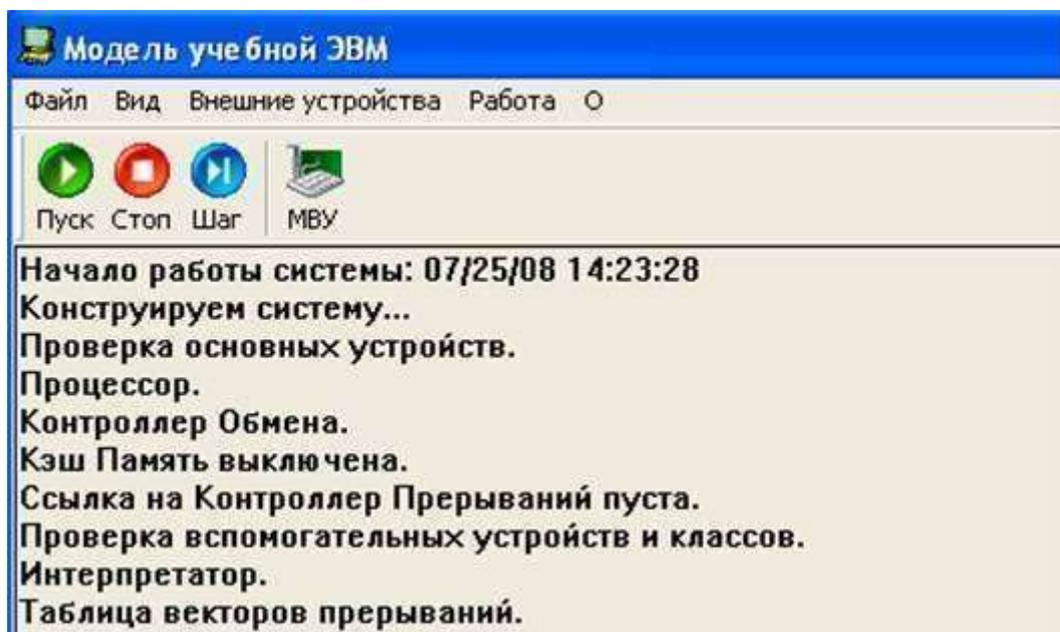 Модель учебной ЭВМ
Файл Вид Внешние устройства Работа О
Пуск Стоп Шаг МВУ
Начало работы системы: 07/25/08 14:23:28
Конструируем систему...
Проверка основных устройств.
Процессор.
Контроллер Обмена.
Кэш Память выключена.
Ссылка на Контроллер Прерываний пуста.
Проверка вспомогательных устройств и классов.
Интерпретатор.
Таблица векторов прерываний.